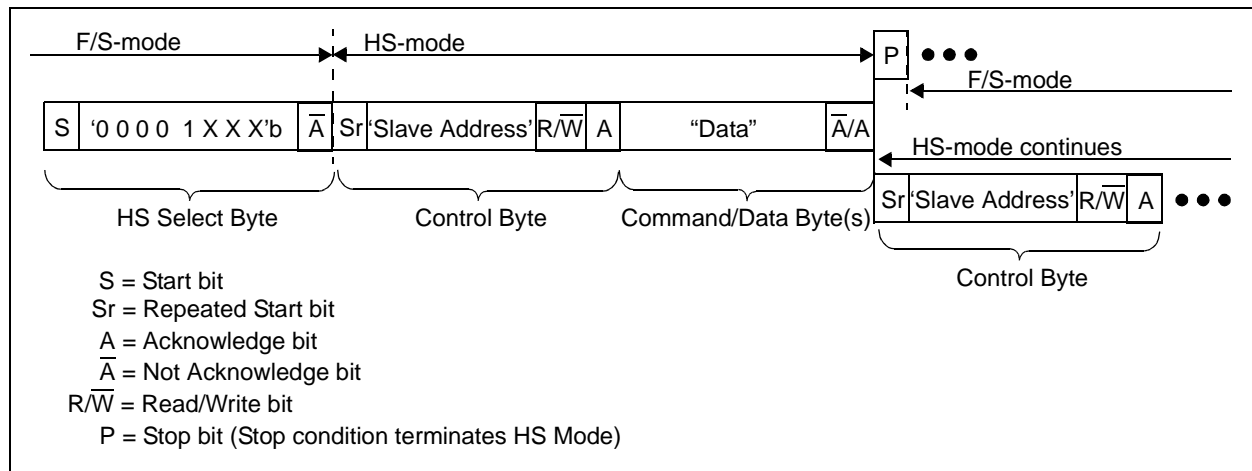 F/S-mode HS-mode
P
F/S-mode
S '0 0 0 0 1 X X X'b A̅ Sr 'Slave Address' R/W̅ A "Data" A̅/A
HS-mode continues
Sr 'Slave Address' R/W̅ A
HS Select Byte Control Byte Command/Data Byte(s)
Control Byte
S = Start bit
Sr = Repeated Start bit
A = Acknowledge bit
A̅ = Not Acknowledge bit
R/W̅ = Read/Write bit
P = Stop bit (Stop condition terminates HS Mode)